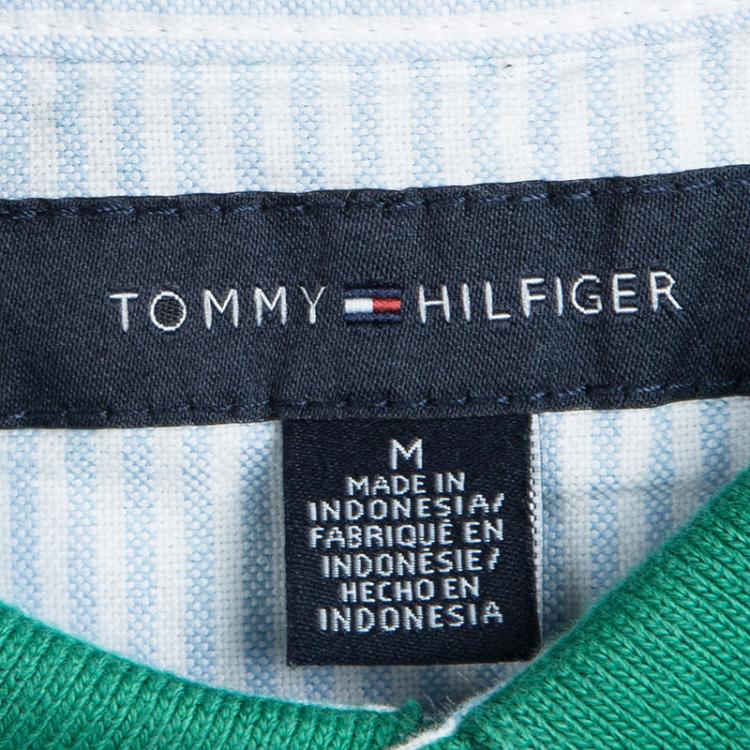 TOMMY HILFIGER
M
MADE IN
INDONESIA/
FABRIQUÉ EN
INDONÉSIE/
HECHO EN
INDONESIA